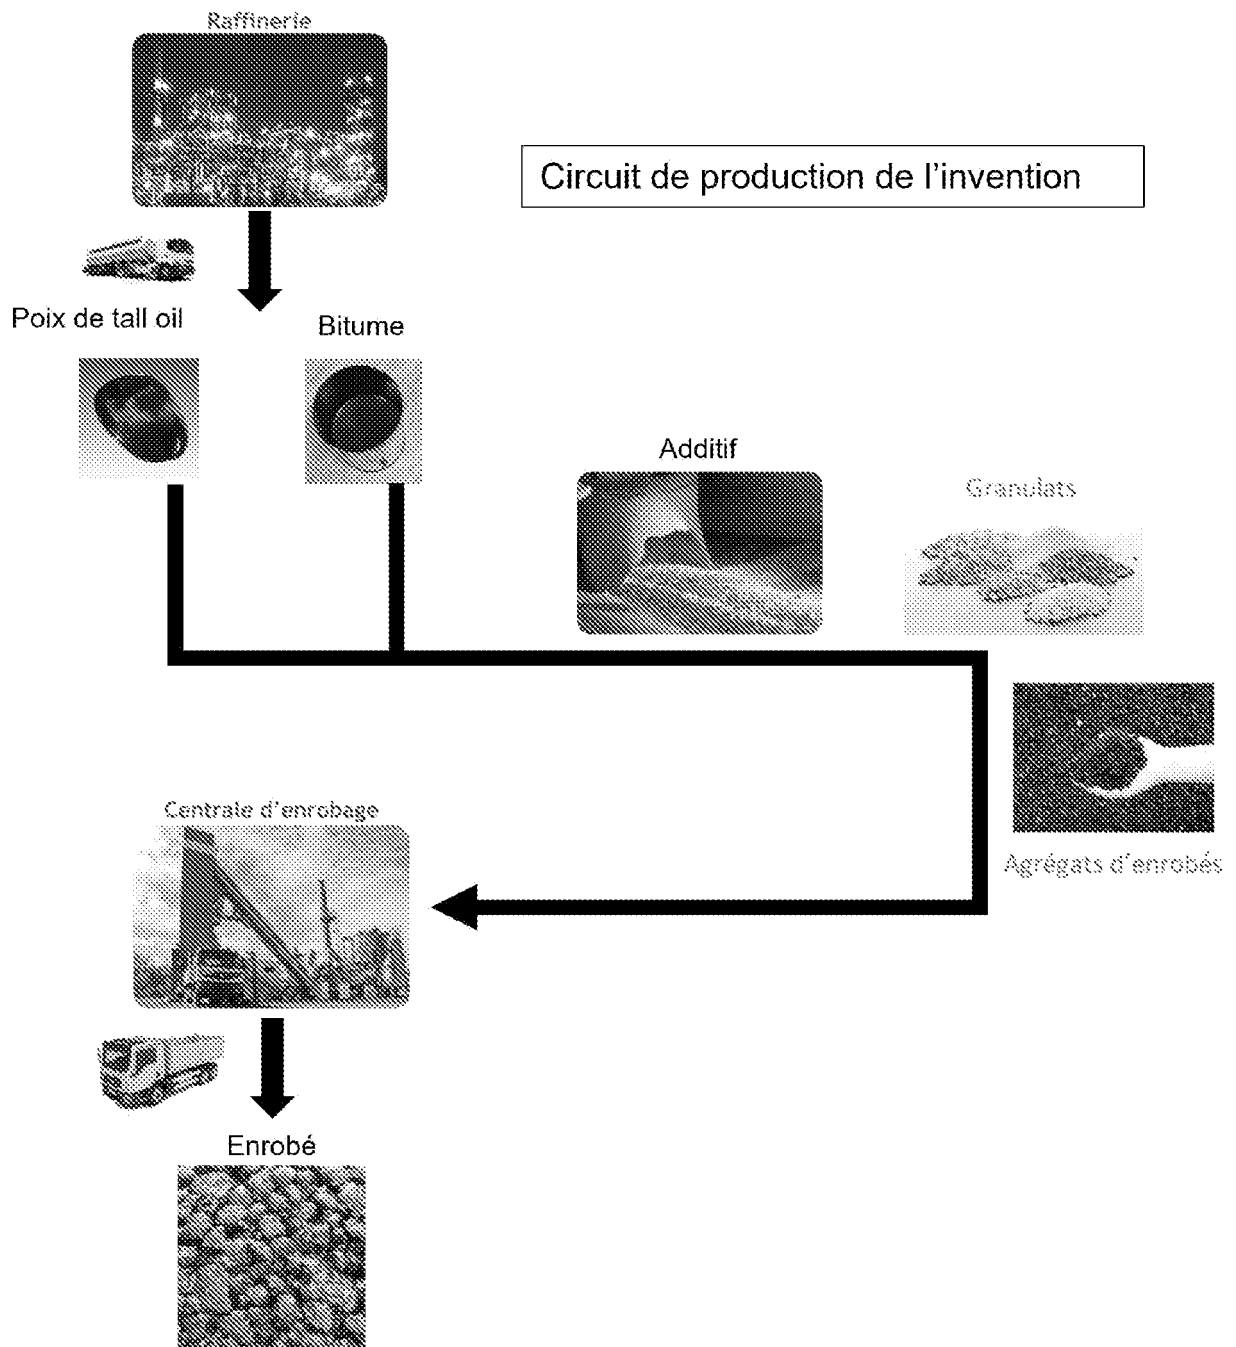 Raffinerie
Circuit de production de l'invention
Poix de tall oil
Bitume
Additif
Granulats
Centrale d'enrobage
Agrégats d'enrobés
Enrobé